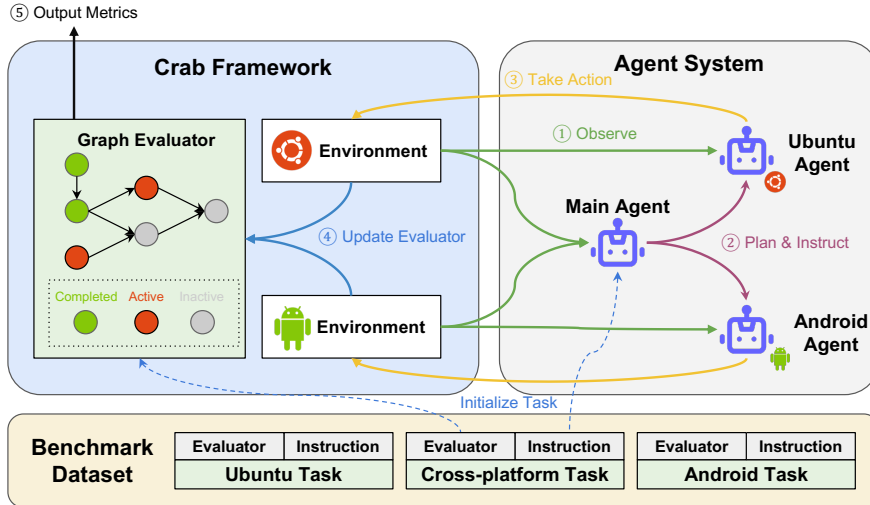 ⑤ Output Metrics
Crab Framework
Agent System
③ Take Action
Graph Evaluator
Environment
① Observe
Ubuntu
Agent
Main Agent
④ Update Evaluator
② Plan & Instruct
Completed Active Inactive
Environment
Android
Agent
Initialize Task
Benchmark
Dataset
Evaluator Instruction
Ubuntu Task
Evaluator Instruction
Cross-platform Task
Evaluator Instruction
Android Task